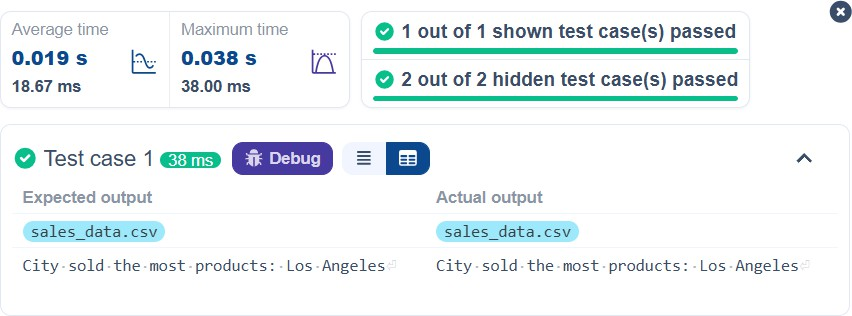 Average time
0.019 s
18.67 ms
Maximum time
0.038 s
38.00 ms
1 out of 1 shown test case(s) passed
2 out of 2 hidden test case(s) passed
Test case 1 38 ms Debug
Expected output Actual output
sales_data.csv sales_data.csv
City·sold·the·most·products:·Los·Angeles⏎ City·sold·the·most·products:·Los·Angeles⏎